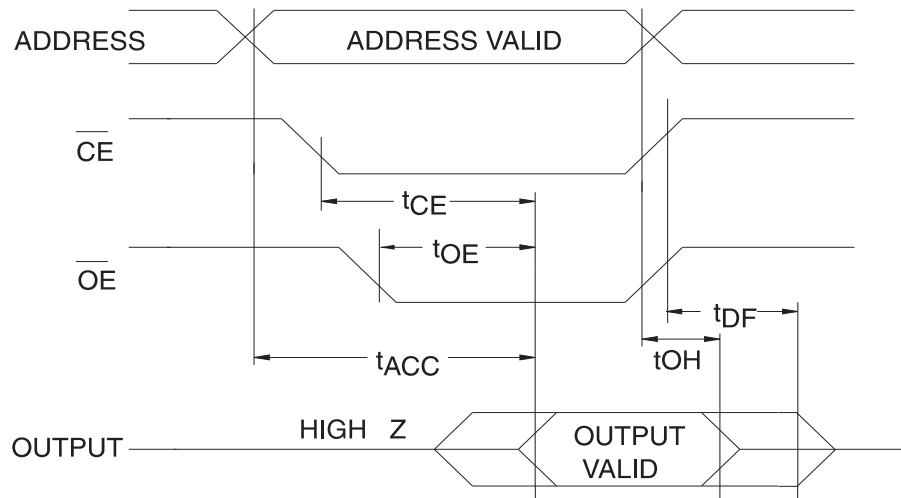 ADDRESS
ADDRESS VALID
CE
tCE
OE
tOE
tDF
tACC
tOH
OUTPUT
HIGH Z
OUTPUT
VALID